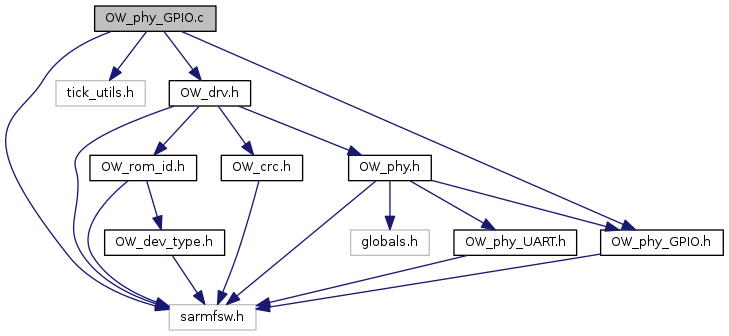 OW_phy_GPIO.c
tick_utils.h
OW_drv.h
OW_rom_id.h
OW_crc.h
OW_phy.h
OW_dev_type.h
globals.h
OW_phy_UART.h
OW_phy_GPIO.h
sarmfsw.h